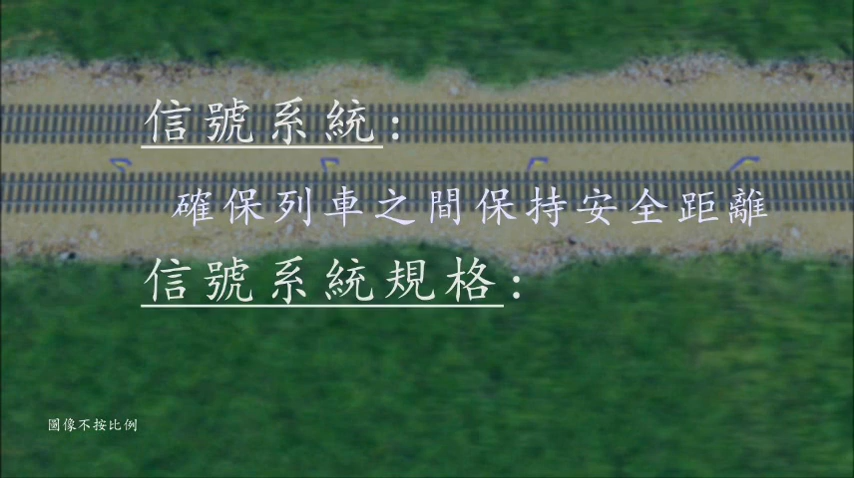 信號系統:
確保列車之間保持安全距離
信號系統規格:
圖像不按比例